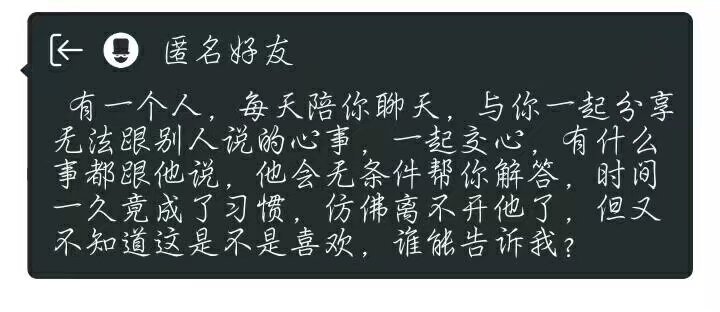 匿名好友
有一个人，每天陪你聊天，与你一起分享
无法跟别人说的心事，一起交心，有什么
事都跟他说，他会无条件帮你解答，时间
一久竟成了习惯，仿佛离不开他了，但又
不知道这是不是喜欢，谁能告诉我？